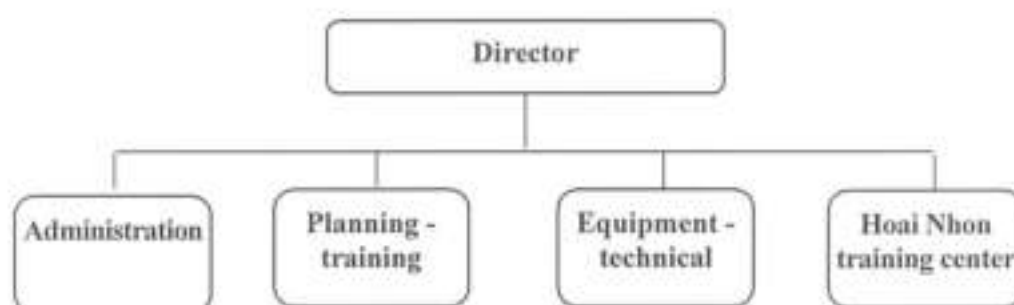 Director
Administration
Planning -
training
Equipment -
technical
Hoai Nhon
training center